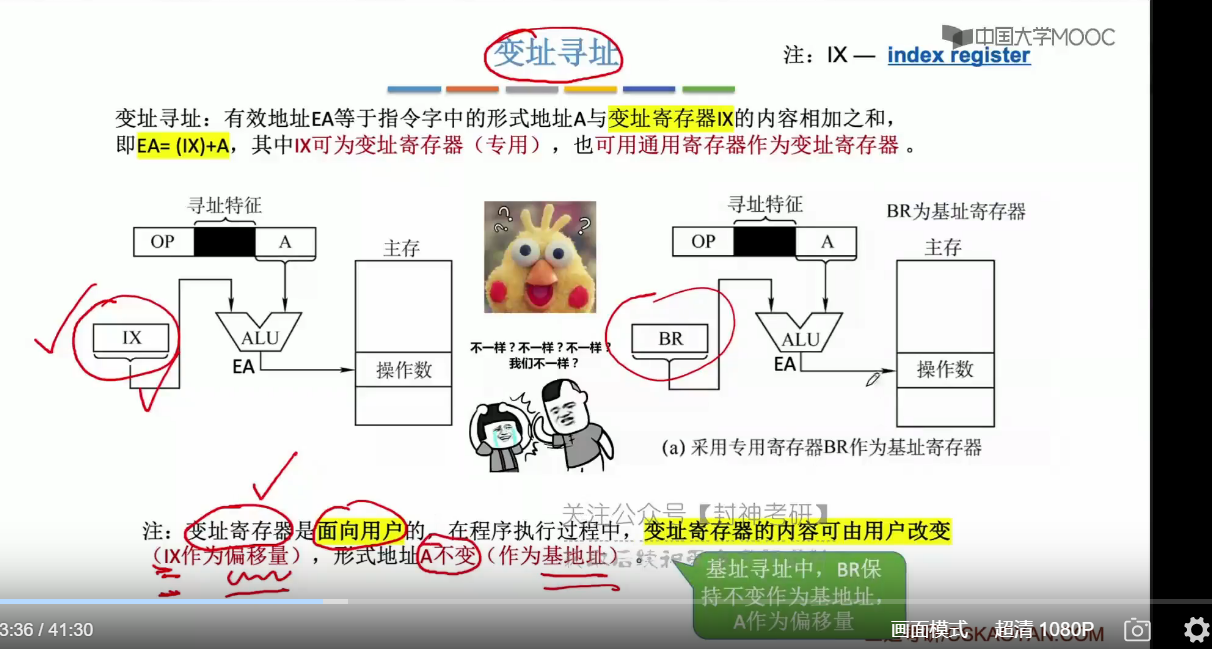 变址寻址
中国大学MOOC
注：IX — index register
变址寻址：有效地址EA等于指令字中的形式地址A与变址寄存器IX的内容相加之和，
即EA= (IX)+A，其中IX可为变址寄存器（专用），也可用通用寄存器作为变址寄存器 。
寻址特征
OP
A
主存
IX
ALU
EA
操作数
不一样？不一样？不一样？
我们不一样？
寻址特征
BR为基址寄存器
OP
A
主存
BR
ALU
EA
操作数
(a) 采用专用寄存器BR作为基址寄存器
关注公众号【封神考研】
注：变址寄存器是面向用户的，在程序执行过程中，变址寄存器的内容可由用户改变
（IX作为偏移量），形式地址A不变（作为基地址）。
基址寻址中，BR保
持不变作为基地址，
A作为偏移量
3:36 / 41:30
画面模式
超清 1080P